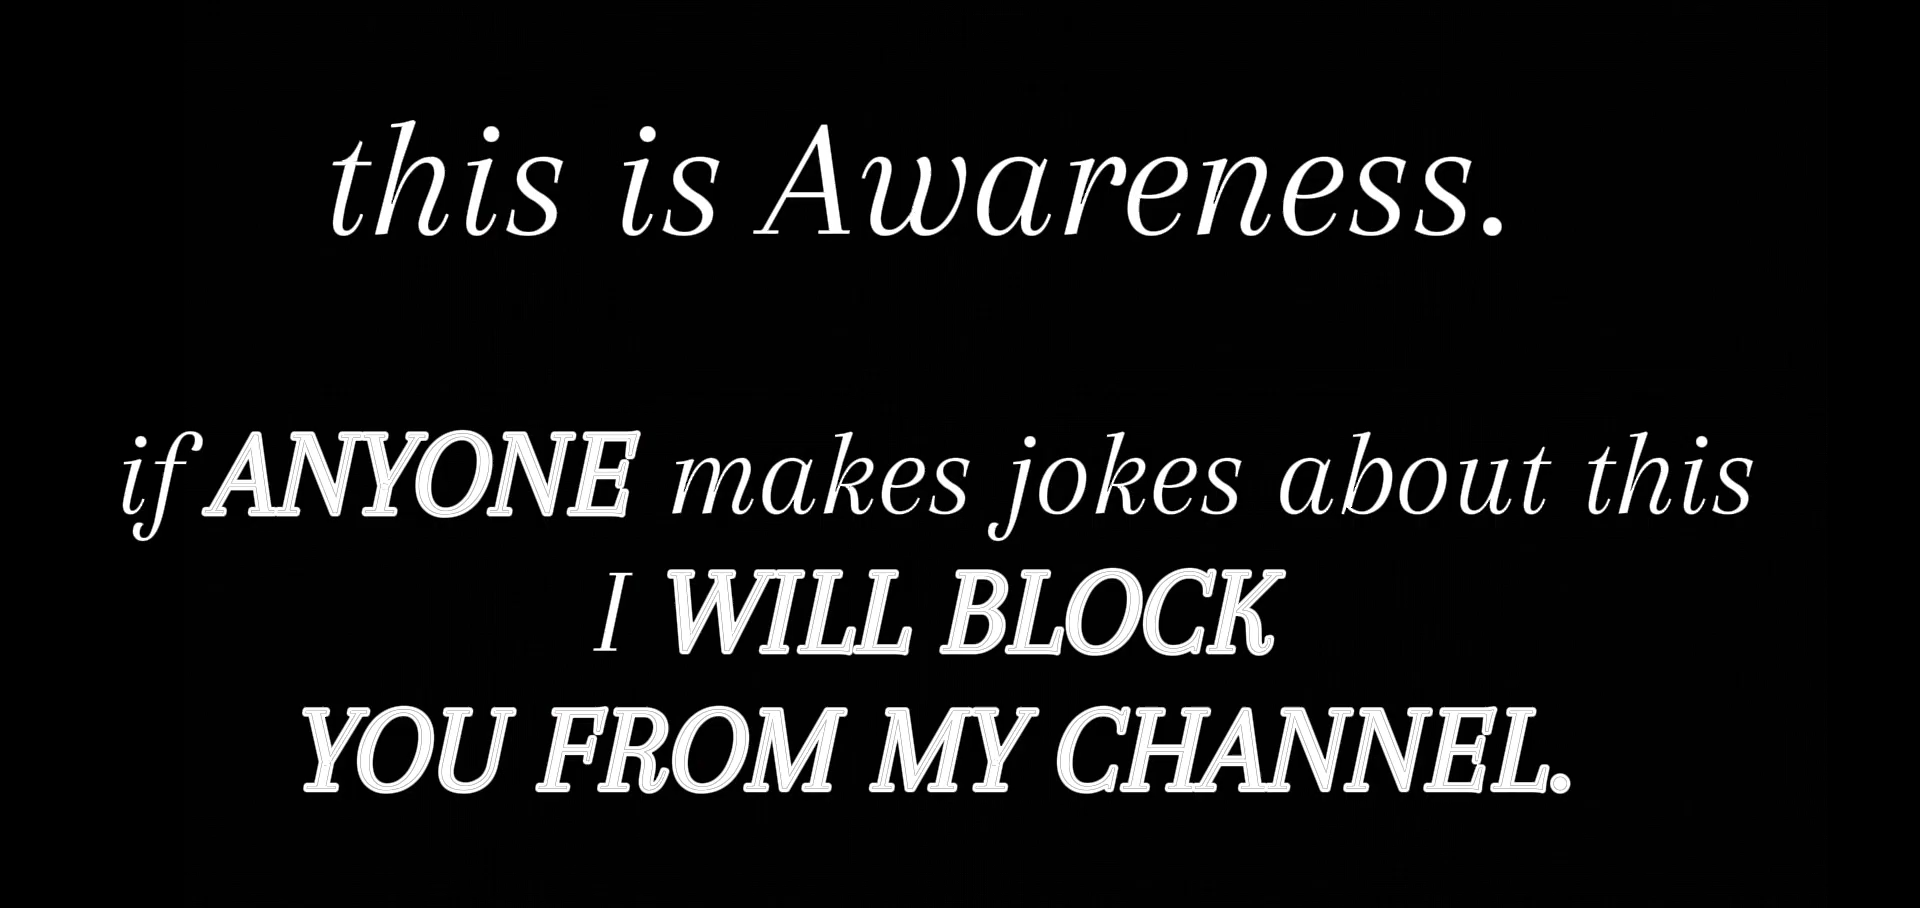 this is Awareness.
if ANYONE makes jokes about this
I WILL BLOCK
YOU FROM MY CHANNEL.